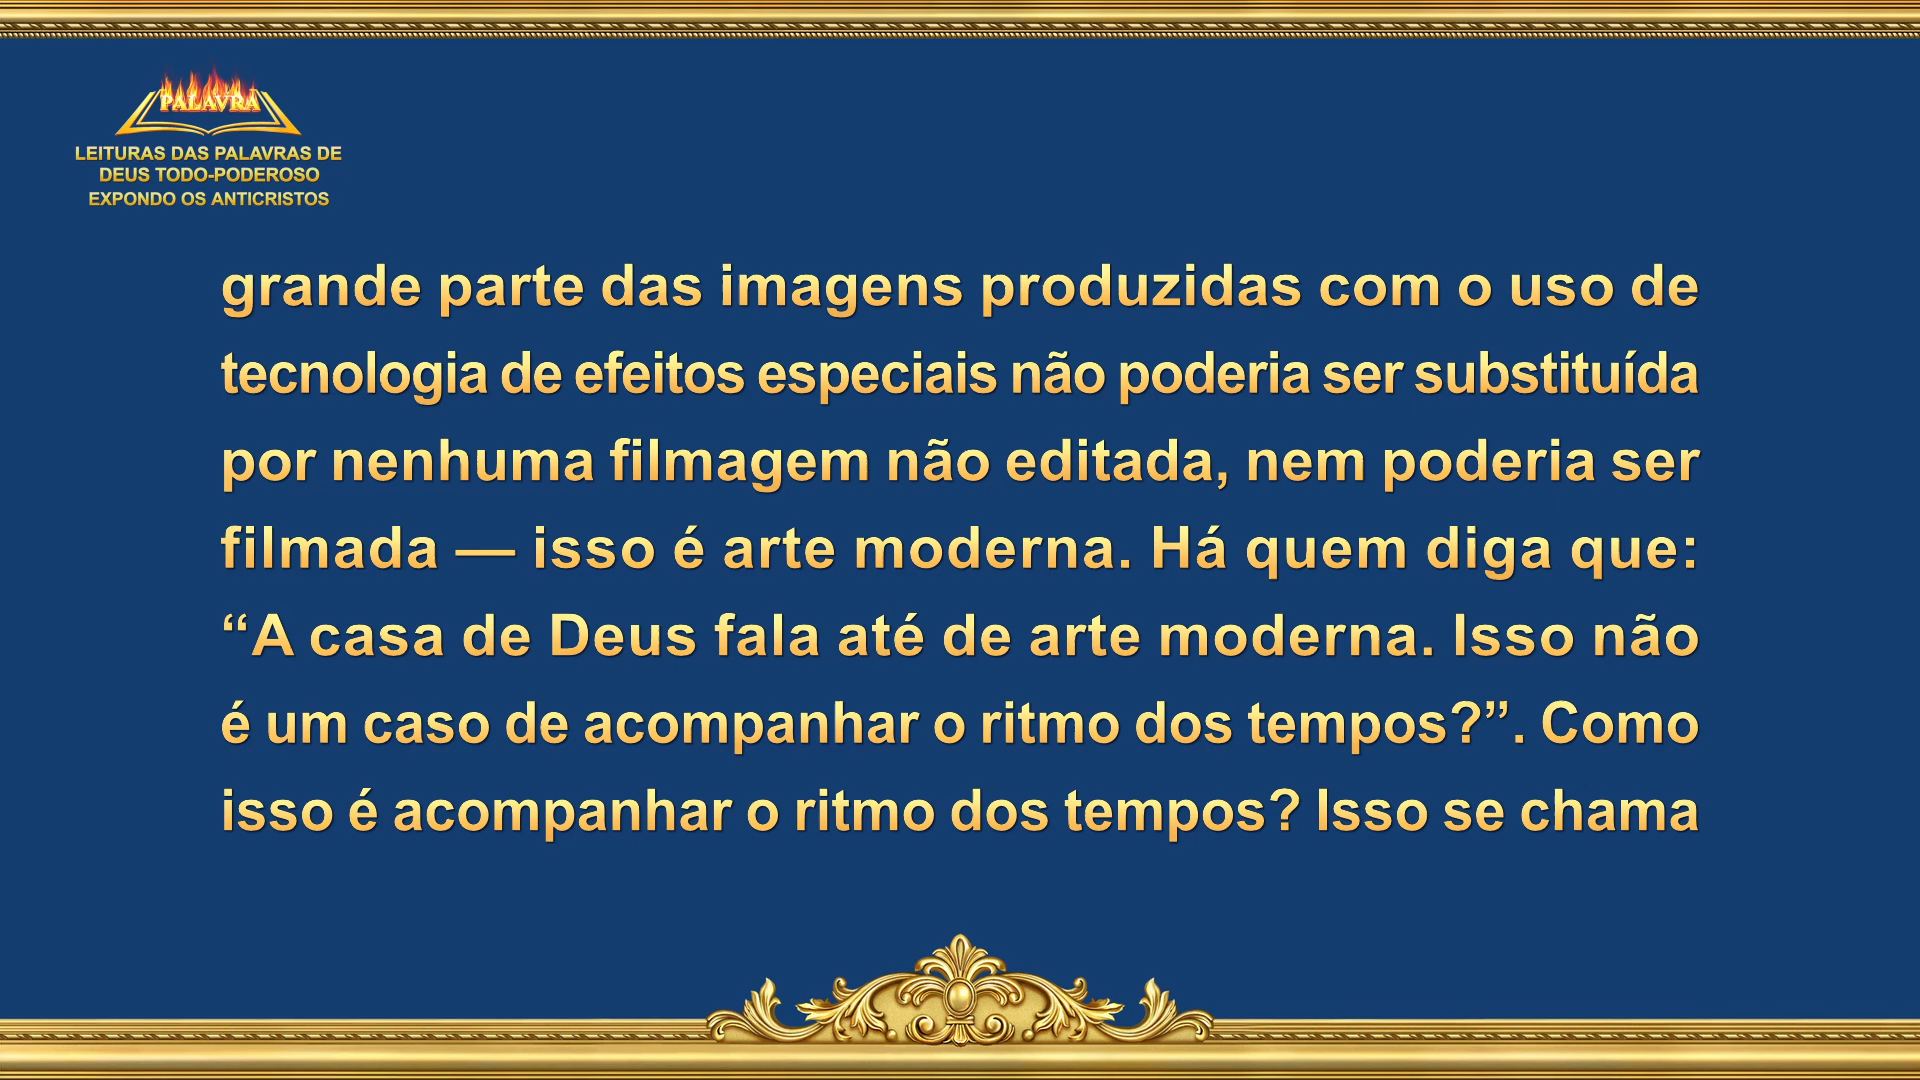 PALAVRA
LEITURAS DAS PALAVRAS DE
DEUS TODO-PODEROSO
EXPONDO OS ANTICRISTOS
grande parte das imagens produzidas com o uso de
tecnologia de efeitos especiais não poderia ser substituída
por nenhuma filmagem não editada, nem poderia ser
filmada — isso é arte moderna. Há quem diga que:
“A casa de Deus fala até de arte moderna. Isso não
é um caso de acompanhar o ritmo dos tempos?”. Como
isso é acompanhar o ritmo dos tempos? Isso se chama